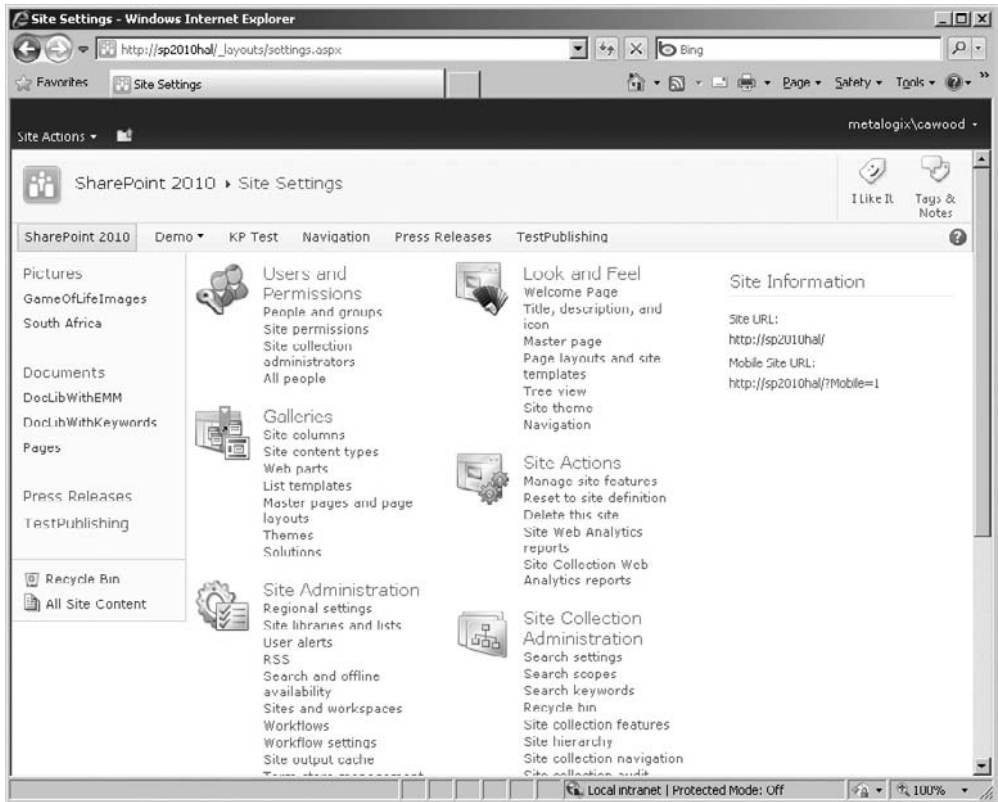 Site Settings - Windows Internet Explorer
http://sp2010hal/_layouts/settings.aspx
Bing
Favorites
Site Settings
Page
Safety
Tools
Site Actions
metalogix\cawood
SharePoint 2010 ▸ Site Settings
I Like It
Tags &
Notes
SharePoint 2010
Demo
KP Test
Navigation
Press Releases
TestPublishing
Pictures
GameOfLifeImages
South Africa
Documents
DocLibWithEMM
DocLibWithKeywords
Pages
Press Releases
TestPublishing
Recycle Bin
All Site Content
Users and
Permissions
People and groups
Site permissions
Site collection
administrators
All people
Galleries
Site columns
Site content types
Web parts
List templates
Master pages and page
layouts
Themes
Solutions
Site Administration
Regional settings
Site libraries and lists
User alerts
RSS
Search and offline
availability
Sites and workspaces
Workflows
Workflow settings
Site output cache
Term store management
Look and Feel
Welcome Page
Title, description, and
icon
Master page
Page layouts and site
templates
Tree view
Site theme
Navigation
Site Actions
Manage site features
Reset to site definition
Delete this site
Site Web Analytics
reports
Site Collection Web
Analytics reports
Site Collection
Administration
Search settings
Search scopes
Search keywords
Recycle bin
Site collection features
Site hierarchy
Site collection navigation
Site collection audit
Site Information
Site URL:
http://sp2010hal/
Mobile Site URL:
http://sp2010hal/?Mobile=1
Local intranet | Protected Mode: Off
100%